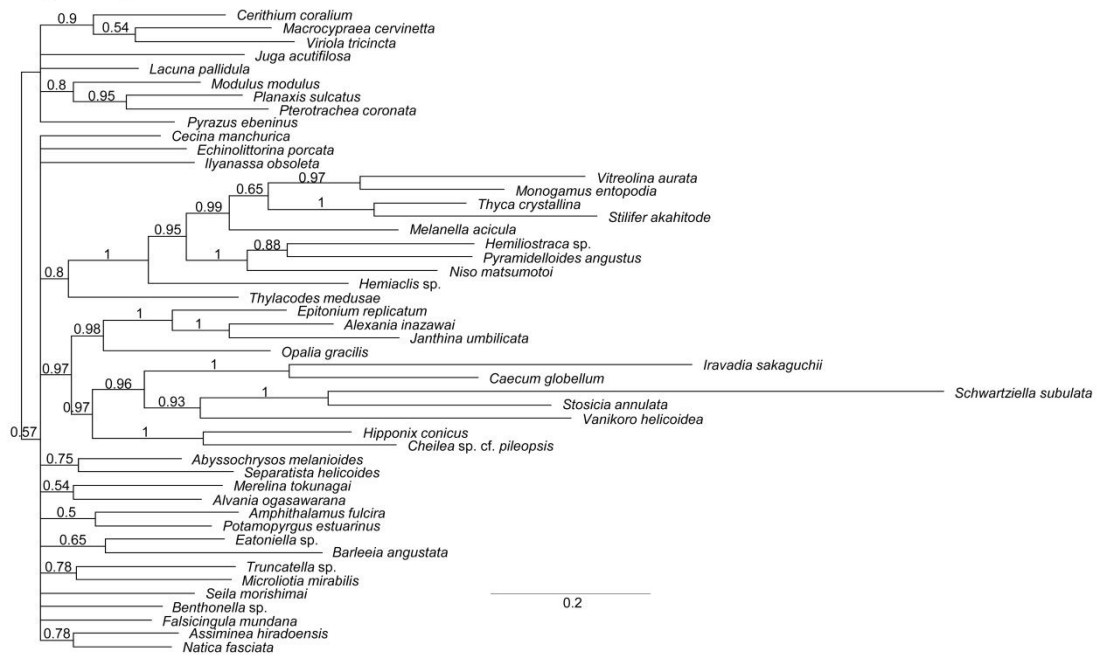 0.9 Cerithium coralium
0.54 Macrocypraea cervinetta
Viriola tricincta
Juga acutifilosa
Lacuna pallidula
0.8 Modulus modulus
0.95 Planaxis sulcatus
Pterotrachea coronata
Pyrazus ebeninus
Cecina manchurica
Echinolittorina porcata
Ilyanassa obsoleta
0.97 Vitreolina aurata
0.65 Monogamus entopodia
1 Thyca crystallina
0.99 Stilifer akahitode
Melanella acicula
0.95 0.88 Hemiliostraca sp.
1 1 Pyramidelloides angustus
Niso matsumotoi
0.8 Hemiaclis sp.
Thylacodes medusae
1 Epitonium replicatum
0.98 1 Alexania inazawai
Janthina umbilicata
Opalia gracilis
0.97 1 Iravadia sakaguchii
0.96 Caecum globellum
1 Schwartziella subulata
0.97 0.93 Stosicia annulata
Vanikoro helicoidea
0.57 1 Hipponix conicus
Cheilea sp. cf. pileopsis
0.75 Abyssochrysos melanioides
Separatista helicoides
0.54 Merelina tokunagai
Alvania ogasawarana
0.5 Amphithalamus fulcira
Potamopyrgus estuarinus
0.65 Eatoniella sp.
Barleeia angustata
0.78 Truncatella sp.
Microliotia mirabilis
Seila morishimai
0.2
Benthonella sp.
Falsicingula mundana
0.78 Assiminea hiradoensis
Natica fasciata